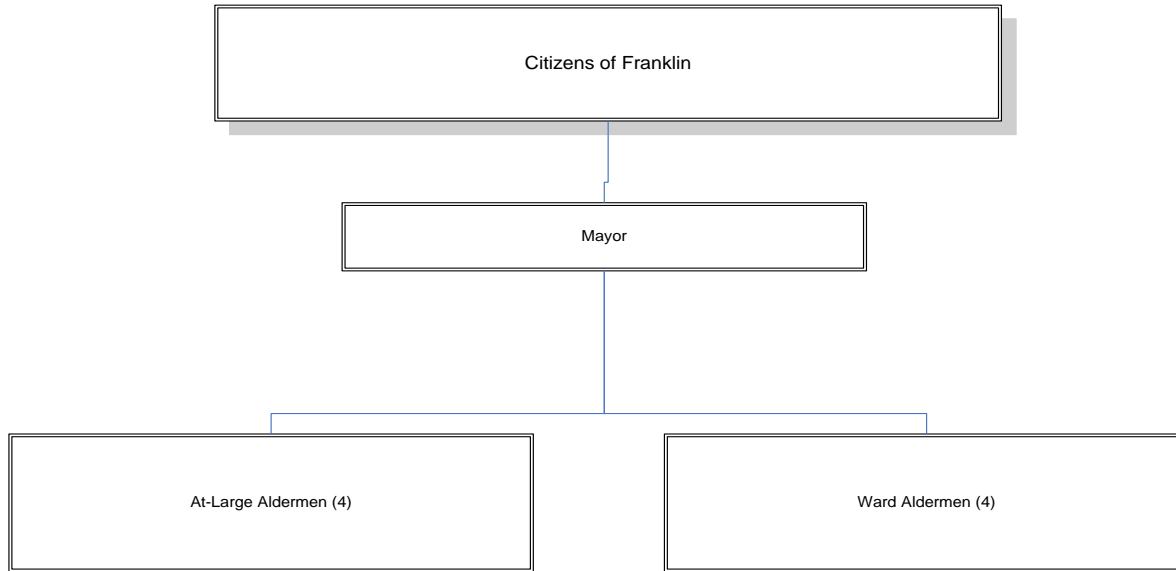 Citizens of Franklin
Mayor
At-Large Aldermen (4)
Ward Aldermen (4)